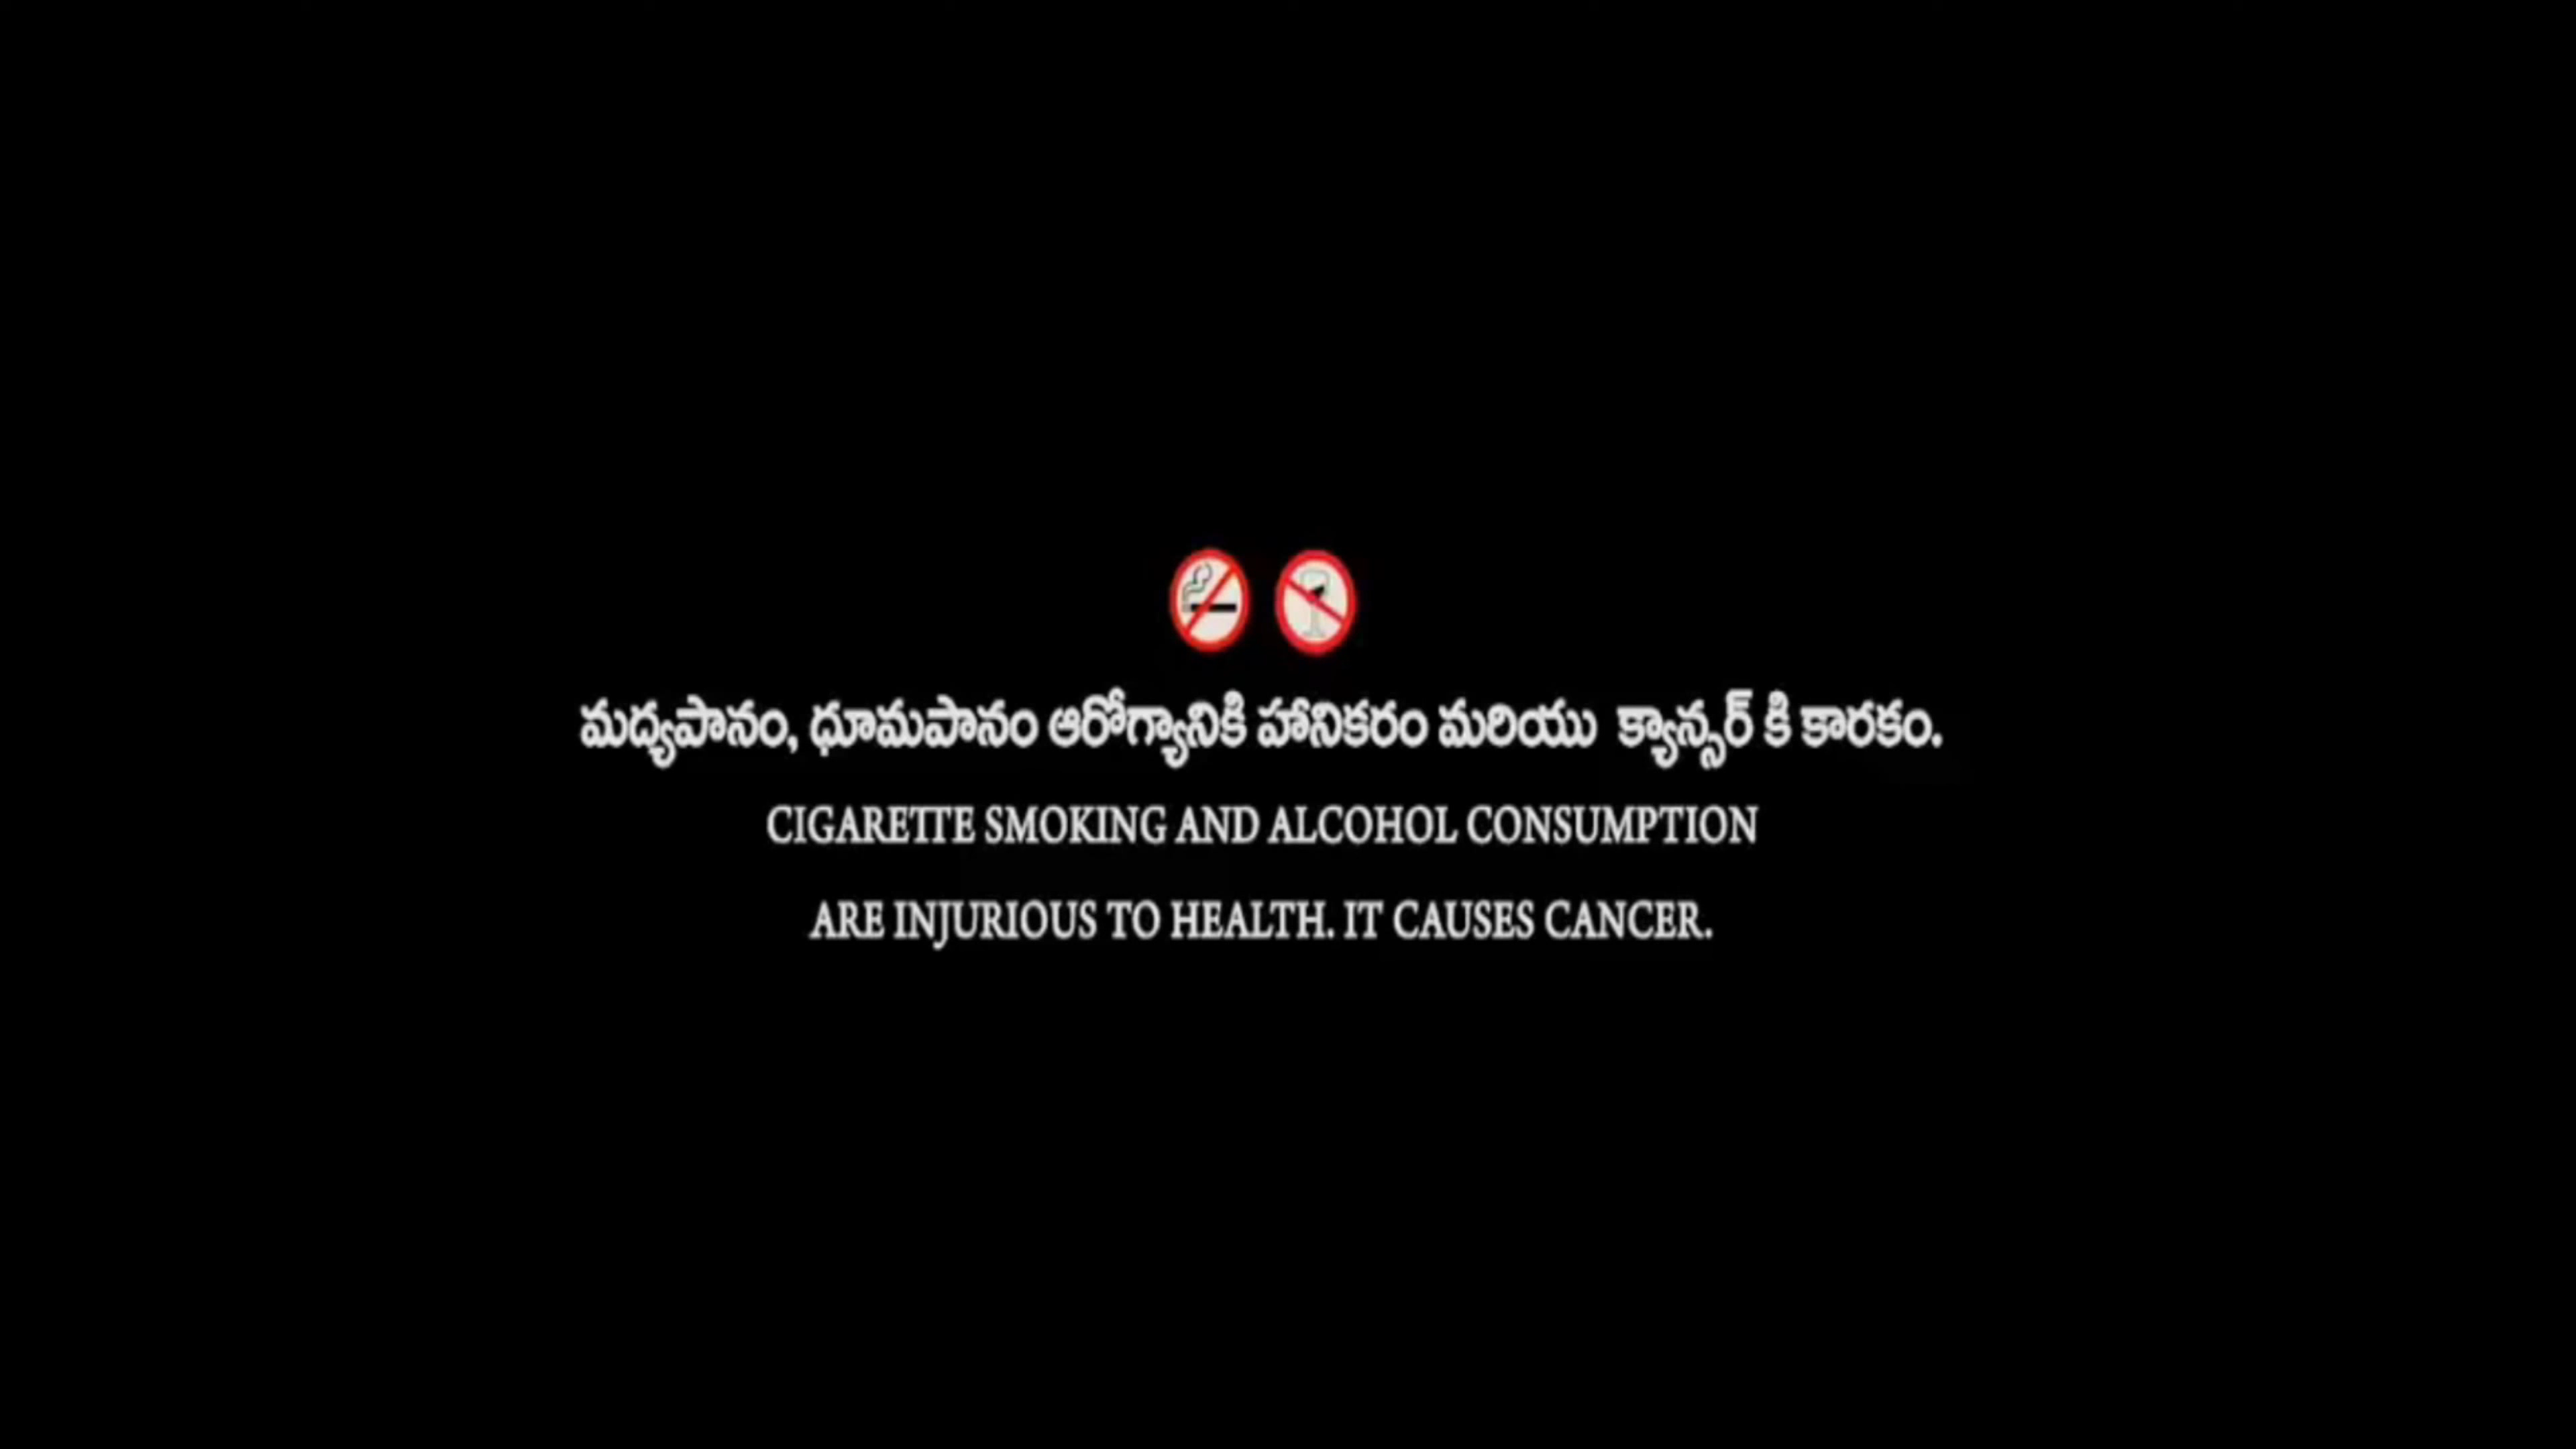 మద్యపానం, ధూమపానం ఆరోగ్యానికి హానికరం మరియు క్యాన్సర్ కి కారకం.
CIGARETTE SMOKING AND ALCOHOL CONSUMPTION
ARE INJURIOUS TO HEALTH. IT CAUSES CANCER.